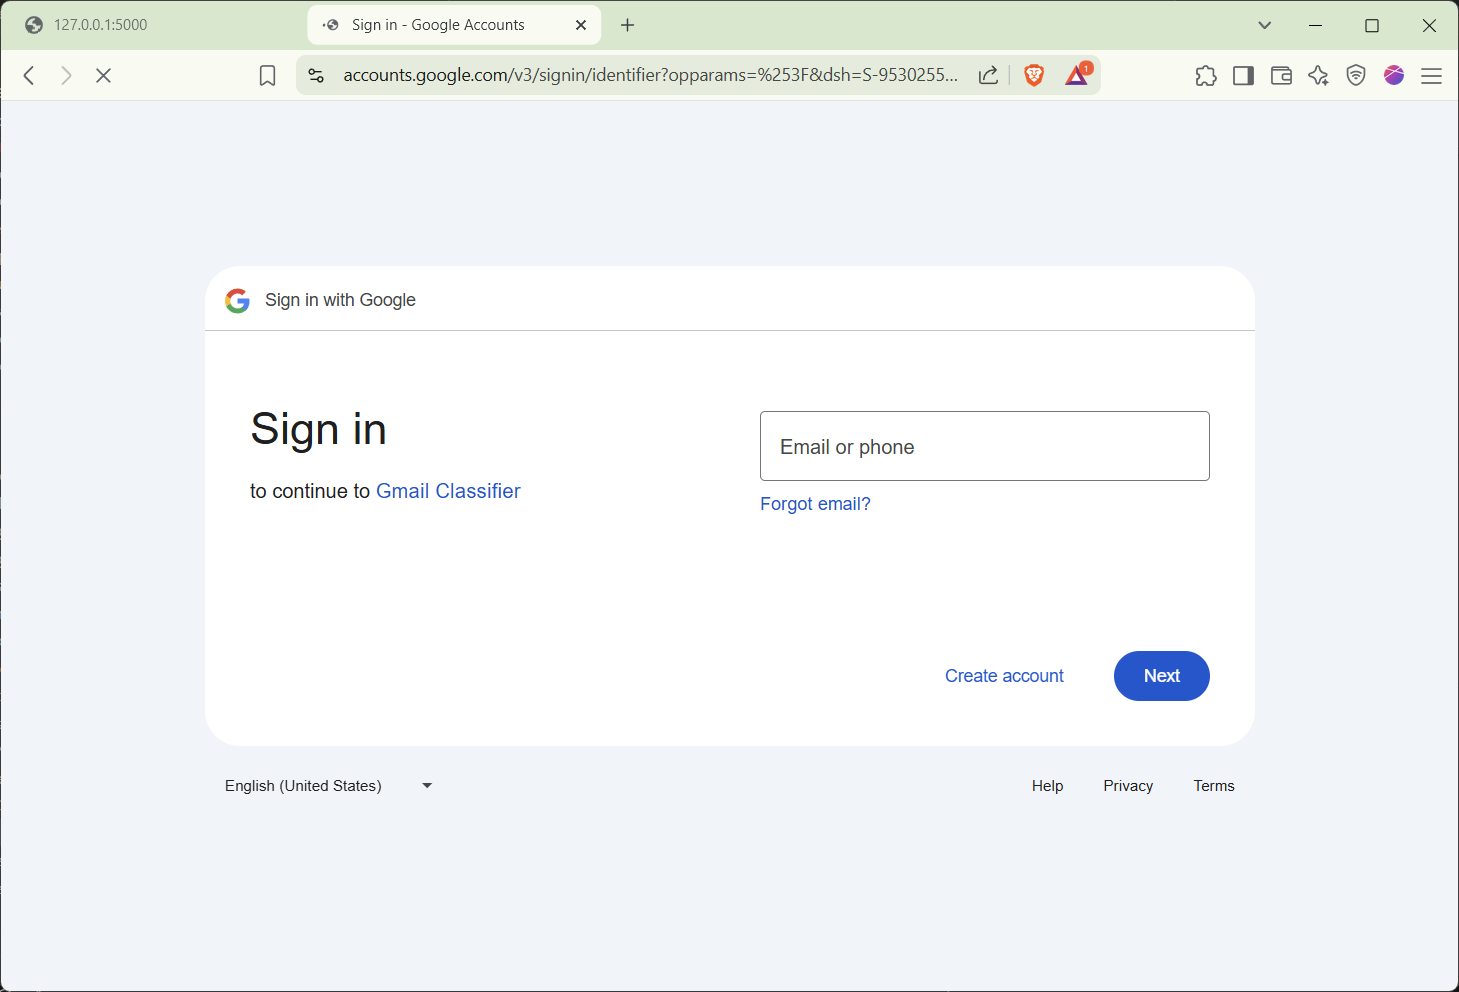 127.0.0.1:5000
Sign in - Google Accounts
accounts.google.com/v3/signin/identifier?opparams=%253F&dsh=S-9530255...
1
Sign in with Google
Sign in
to continue to Gmail Classifier
Email or phone
Forgot email?
Create account
Next
English (United States)
Help
Privacy
Terms